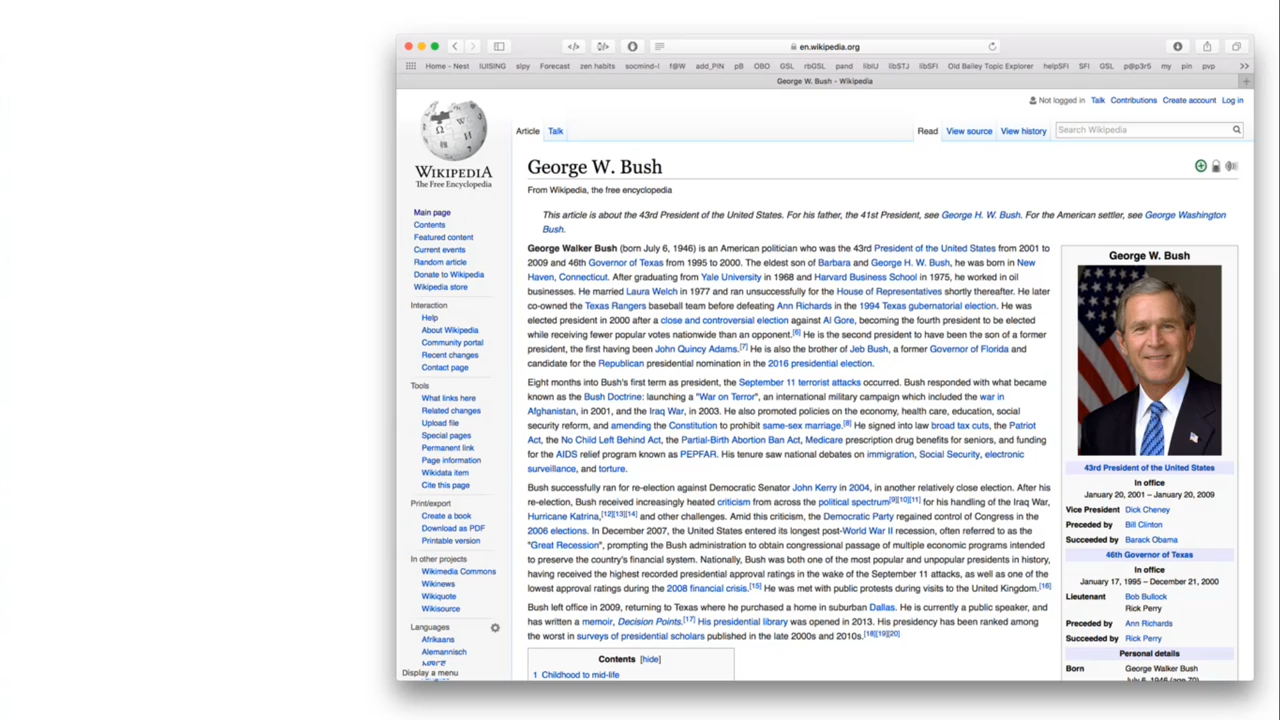 en.wikipedia.org
Home - Nest IUISING slpy Forecast zen habits socmind-l f@W add_PIN pB OBO GSL rbGSL pand libIU libSTJ libSFI Old Bailey Topic Explorer helpSFI SFI GSL p@p3r5 my pin pvp
George W. Bush - Wikipedia
Not logged in Talk Contributions Create account Log in
Article Talk Read View source View history Search Wikipedia
WIKIPEDIA
The Free Encyclopedia
Main page
Contents
Featured content
Current events
Random article
Donate to Wikipedia
Wikipedia store
Interaction
Help
About Wikipedia
Community portal
Recent changes
Contact page
Tools
What links here
Related changes
Upload file
Special pages
Permanent link
Page information
Wikidata item
Cite this page
Print/export
Create a book
Download as PDF
Printable version
In other projects
Wikimedia Commons
Wikinews
Wikiquote
Wikisource
Languages
Afrikaans
Alemannisch
Display a menu
George W. Bush
From Wikipedia, the free encyclopedia
This article is about the 43rd President of the United States. For his father, the 41st President, see George H. W. Bush. For the American settler, see George Washington
Bush.
George Walker Bush (born July 6, 1946) is an American politician who was the 43rd President of the United States from 2001 to
2009 and 46th Governor of Texas from 1995 to 2000. The eldest son of Barbara and George H. W. Bush, he was born in New
Haven, Connecticut. After graduating from Yale University in 1968 and Harvard Business School in 1975, he worked in oil
businesses. He married Laura Welch in 1977 and ran unsuccessfully for the House of Representatives shortly thereafter. He later
co-owned the Texas Rangers baseball team before defeating Ann Richards in the 1994 Texas gubernatorial election. He was
elected president in 2000 after a close and controversial election against Al Gore, becoming the fourth president to be elected
while receiving fewer popular votes nationwide than an opponent.[6] He is the second president to have been the son of a former
president, the first having been John Quincy Adams.[7] He is also the brother of Jeb Bush, a former Governor of Florida and
candidate for the Republican presidential nomination in the 2016 presidential election.
Eight months into Bush's first term as president, the September 11 terrorist attacks occurred. Bush responded with what became
known as the Bush Doctrine: launching a "War on Terror", an international military campaign which included the war in
Afghanistan, in 2001, and the Iraq War, in 2003. He also promoted policies on the economy, health care, education, social
security reform, and amending the Constitution to prohibit same-sex marriage.[8] He signed into law broad tax cuts, the Patriot
Act, the No Child Left Behind Act, the Partial-Birth Abortion Ban Act, Medicare prescription drug benefits for seniors, and funding
for the AIDS relief program known as PEPFAR. His tenure saw national debates on immigration, Social Security, electronic
surveillance, and torture.
Bush successfully ran for re-election against Democratic Senator John Kerry in 2004, in another relatively close election. After his
re-election, Bush received increasingly heated criticism from across the political spectrum[9][10][11] for his handling of the Iraq War,
Hurricane Katrina,[12][13][14] and other challenges. Amid this criticism, the Democratic Party regained control of Congress in the
2006 elections. In December 2007, the United States entered its longest post-World War II recession, often referred to as the
"Great Recession", prompting the Bush administration to obtain congressional passage of multiple economic programs intended
to preserve the country's financial system. Nationally, Bush was both one of the most popular and unpopular presidents in history,
having received the highest recorded presidential approval ratings in the wake of the September 11 attacks, as well as one of the
lowest approval ratings during the 2008 financial crisis.[15] He was met with public protests during visits to the United Kingdom.[16]
Bush left office in 2009, returning to Texas where he purchased a home in suburban Dallas. He is currently a public speaker, and
has written a memoir, Decision Points.[17] His presidential library was opened in 2013. His presidency has been ranked among
the worst in surveys of presidential scholars published in the late 2000s and 2010s.[18][19][20]
Contents [hide]
1 Childhood to mid-life
George W. Bush
43rd President of the United States
In office
January 20, 2001 – January 20, 2009
Vice President Dick Cheney
Preceded by Bill Clinton
Succeeded by Barack Obama
46th Governor of Texas
In office
January 17, 1995 – December 21, 2000
Lieutenant Bob Bullock
Rick Perry
Preceded by Ann Richards
Succeeded by Rick Perry
Personal details
Born George Walker Bush
July 6, 1946 (age 70)